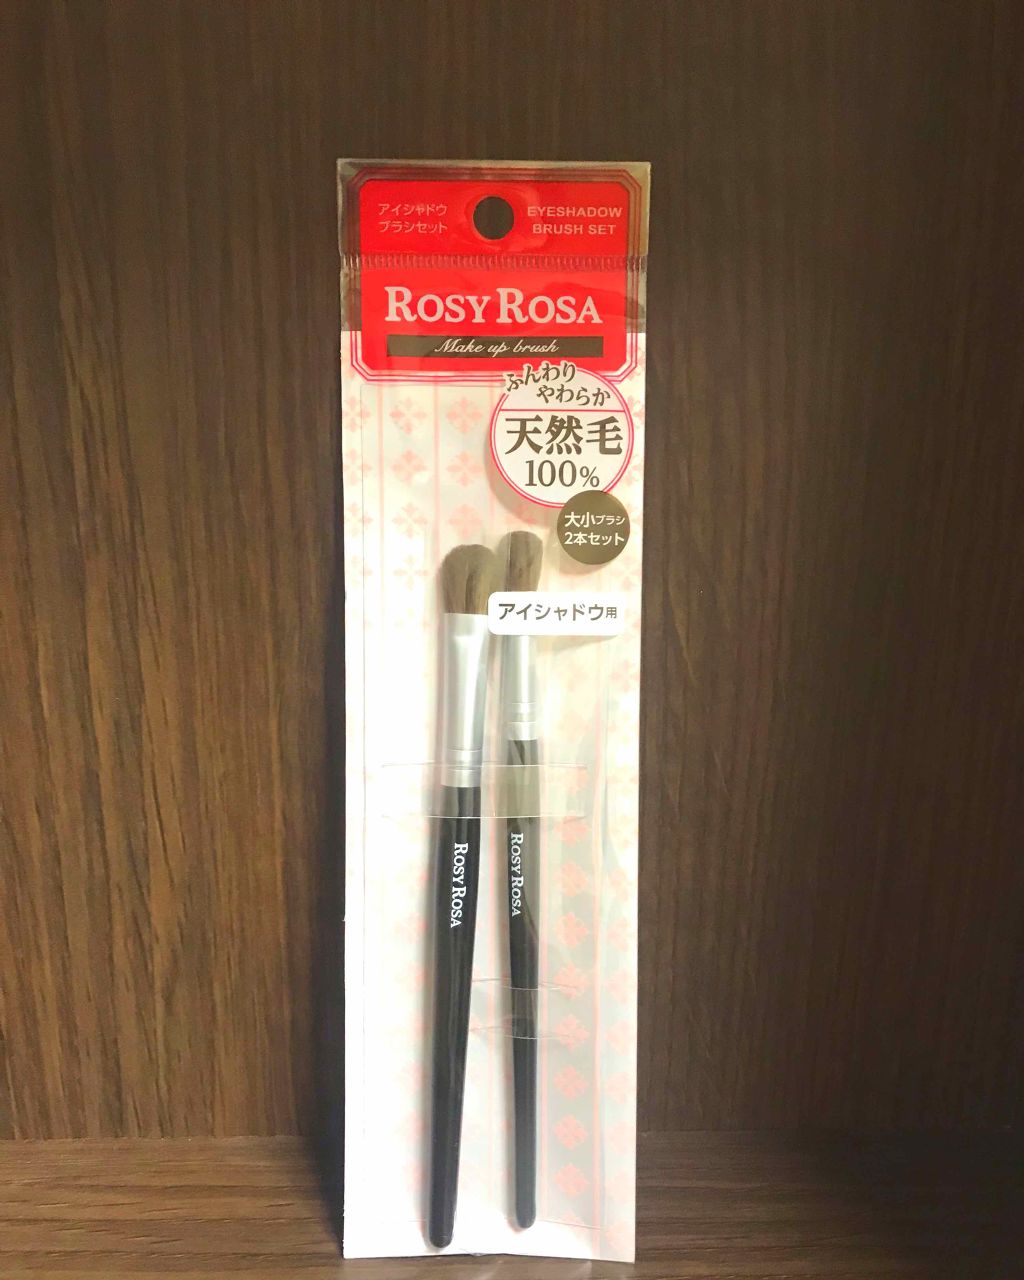 アイシャドウ
ブラシセット
EYESHADOW
BRUSH SET
ROSY ROSA
Make up brush
ふんわり
やわらか
天然毛
100%
大小ブラシ
2本セット
アイシャドウ用
ROSY ROSA
ROSY ROSA